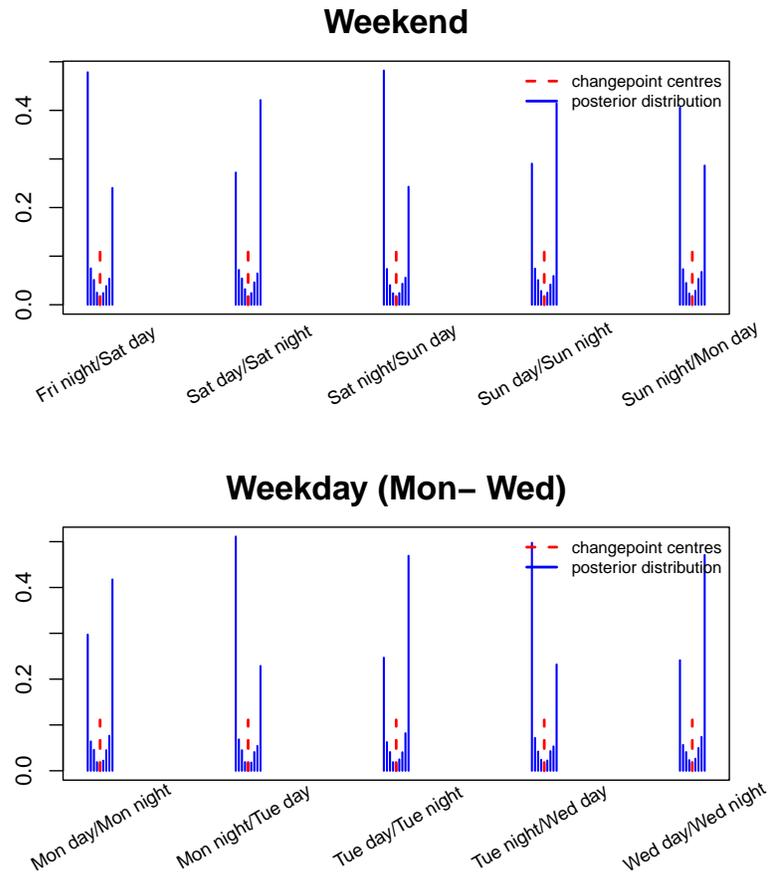 Weekend
0.4
0.2
0.0
changepoint centres
posterior distribution
Fri night/Sat day
Sat day/Sat night
Sat night/Sun day
Sun day/Sun night
Sun night/Mon day
Weekday (Mon− Wed)
0.4
0.2
0.0
changepoint centres
posterior distribution
Mon day/Mon night
Mon night/Tue day
Tue day/Tue night
Tue night/Wed day
Wed day/Wed night